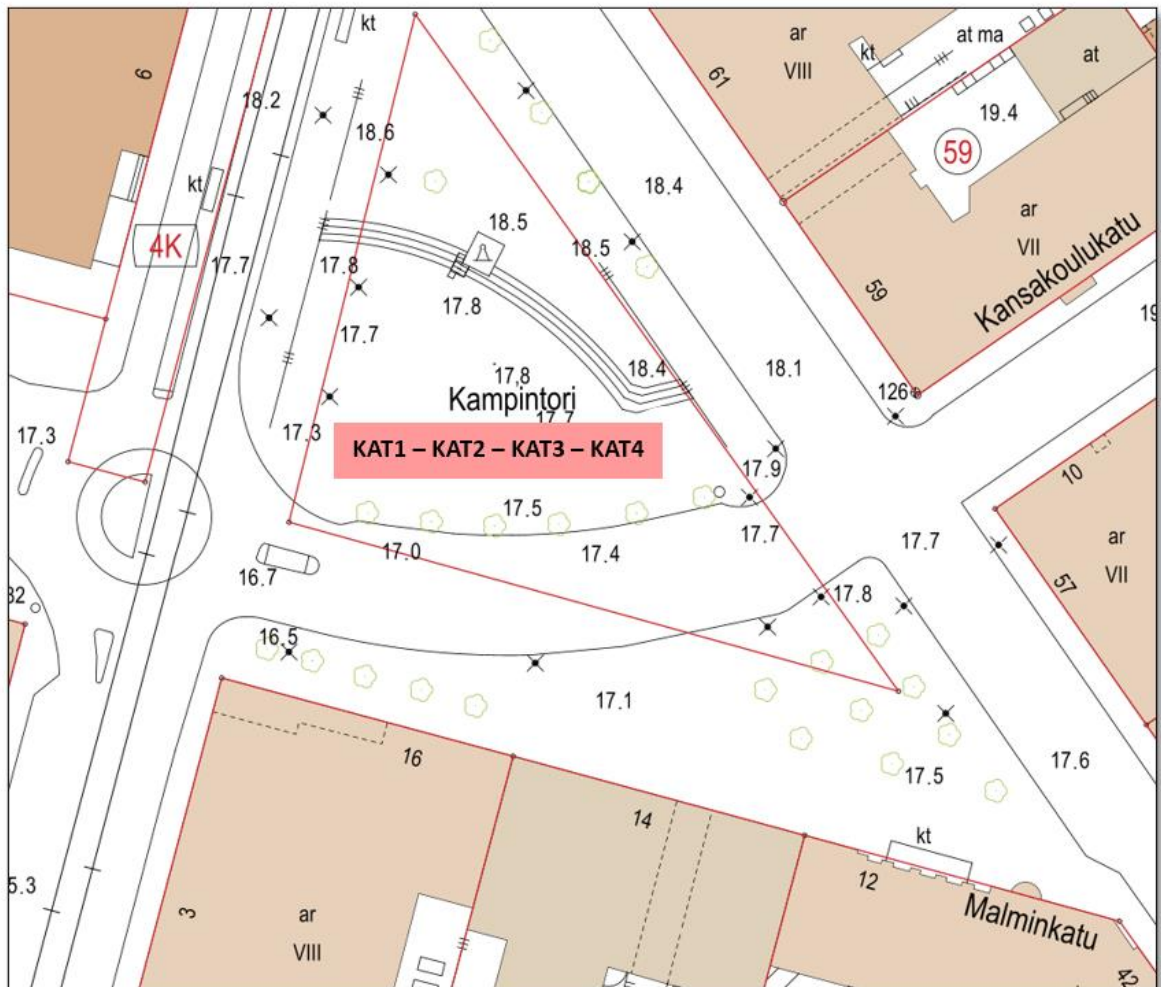 kt
ar
VIII
at ma
at
kt
6
18.2
61
19.4
18.6
59
kt
18.4
ar
VII
18.5
4K
18.5
17.7
17.8
59
Kansakoulukatu
17.8
17.7
17,8
18.4
18.1
126
Kampintori
17.7
17.3
17.3
KAT1 – KAT2 – KAT3 – KAT4
17.9
10
17.5
17.7
17.7
ar
VII
17.0
17.4
16.7
57
17.8
32
16.5
17.1
17.5
17.6
16
14
kt
12
5.3
3
ar
VIII
Malminkatu
42